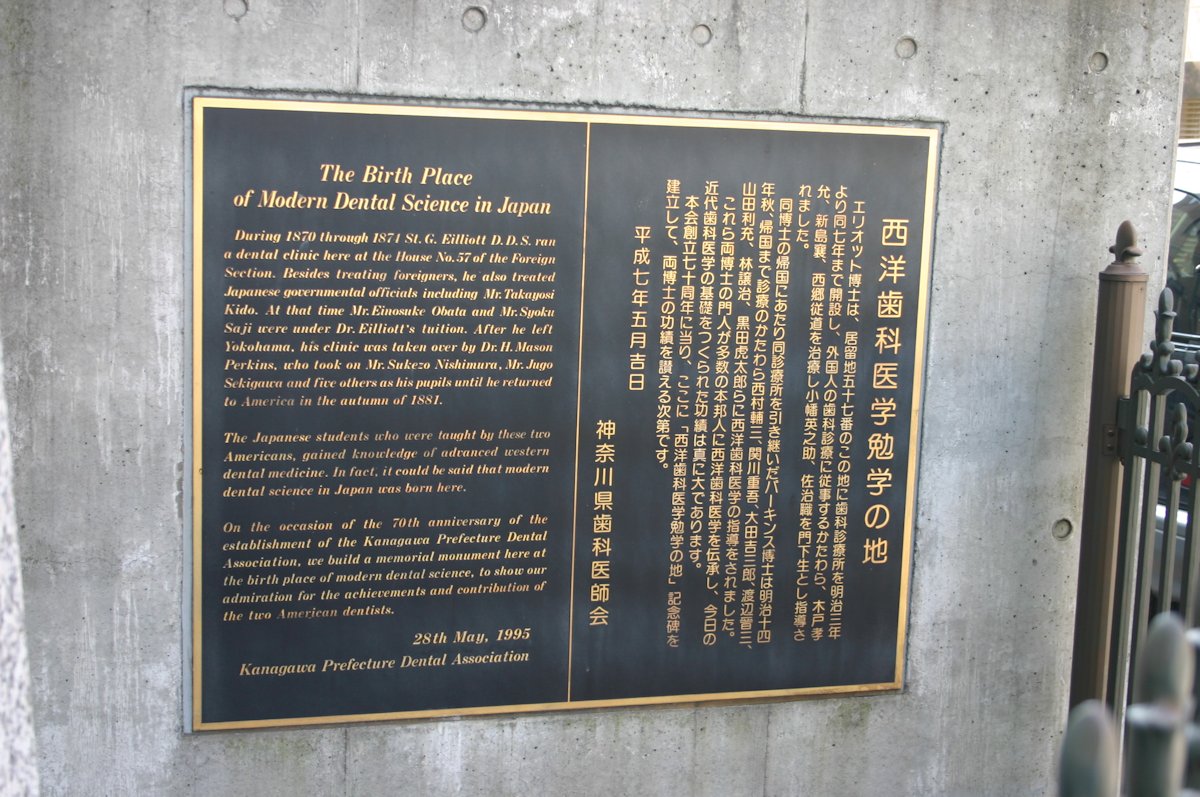 The Birth Place
of Modern Dental Science in Japan
During 1870 through 1874 St. G. Eilliott D.D.S. ran
a dental clinic here at the House No.57 of the Foreign
Section. Besides treating foreigners, he also treated
Japanese governmental officials including Mr.Takayosi
Kido. At that time Mr.Einosuke Obata and Mr.Syoku
Saji were under Dr.Eilliott's tuition. After he left
Yokohama, his clinic was taken over by Dr.H.Mason
Perkins, who took on Mr.Sukezo Nishimura, Mr.Jugo
Sekigawa and five others as his pupils until he returned
to America in the autumn of 1881.
The Japanese students who were taught by these two
Americans, gained knowledge of advanced western
dental medicine. In fact, it could be said that modern
dental science in Japan was born here.
On the occasion of the 70th anniversary of the
establishment of the Kanagawa Prefecture Dental
Association, we build a memorial monument here at
the birth place of modern dental science, to show our
admiration for the achievements and contribution of
the two American dentists.
28th May, 1995
Kanagawa Prefecture Dental Association
西洋歯科医学勉学の地
エリオット博士は、居留地五十七番のこの地に歯科診療所を明治三年
より同七年まで開設し、外国人の歯科診療に従事するかたわら、木戸孝
允、新島襄、西郷従道を治療し小幡英之助、佐治職を門下生とし指導さ
れました。
同博士の帰国にあたり同診療所を引き継いだパーキンス博士は明治十四
年秋、帰国まで診療のかたわら西村輔三、関川重吾、大田吉三郎、渡辺晋三、
山田利充、林譲治、黒田虎太郎らに西洋歯科医学の指導をされました。
これら両博士の門人が多数の本邦人に西洋歯科医学を伝承し、今日の
近代歯科医学の基礎をつくられた功績は真に大であります。
本会創立七十周年に当り、ここに「西洋歯科医学勉学の地」記念碑を
建立して、両博士の功績を讃える次第です。
平成七年五月吉日
神奈川県歯科医師会